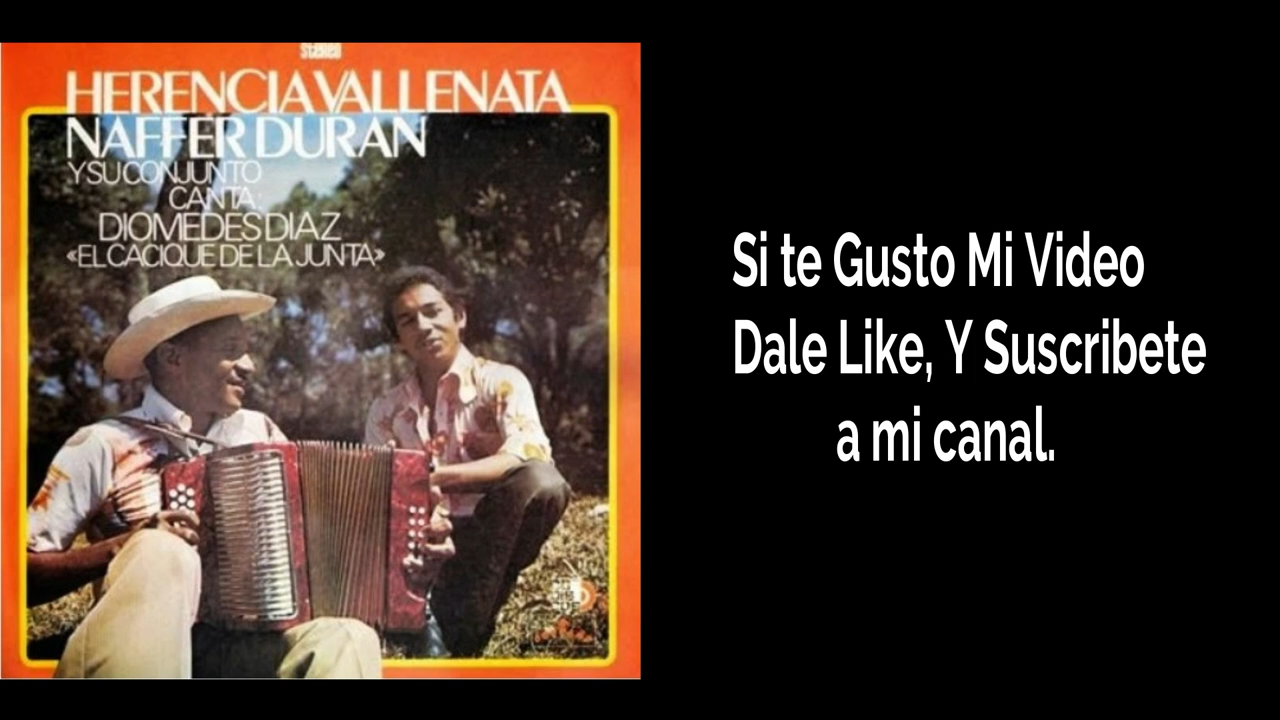 Stereo
HERENCIA VALLENATA
NAFFER DURAN
Y SU CONJUNTO
CANTA:
DIOMEDES DIAZ
«EL CACIQUE DE LA JUNTA»
Si te Gusto Mi Video
Dale Like, Y Suscribete
a mi canal.